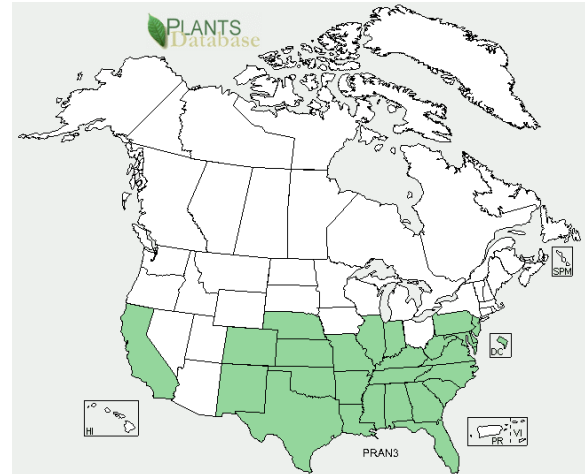 PLANTS
Database
SPM
DC
HI
PR
VI
PRAN3